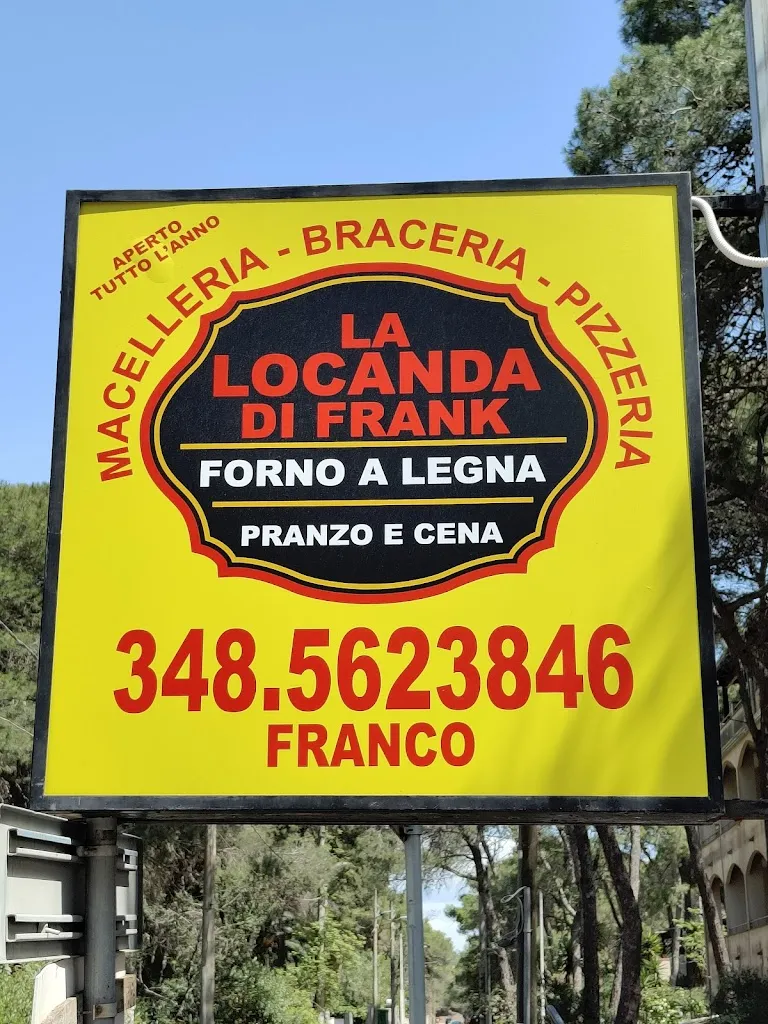 APERTO
TUTTO L'ANNO
MACELLERIA - BRACERIA - PIZZERIA
LA
LOCANDA
DI FRANK
FORNO A LEGNA
PRANZO E CENA
348.5623846
FRANCO